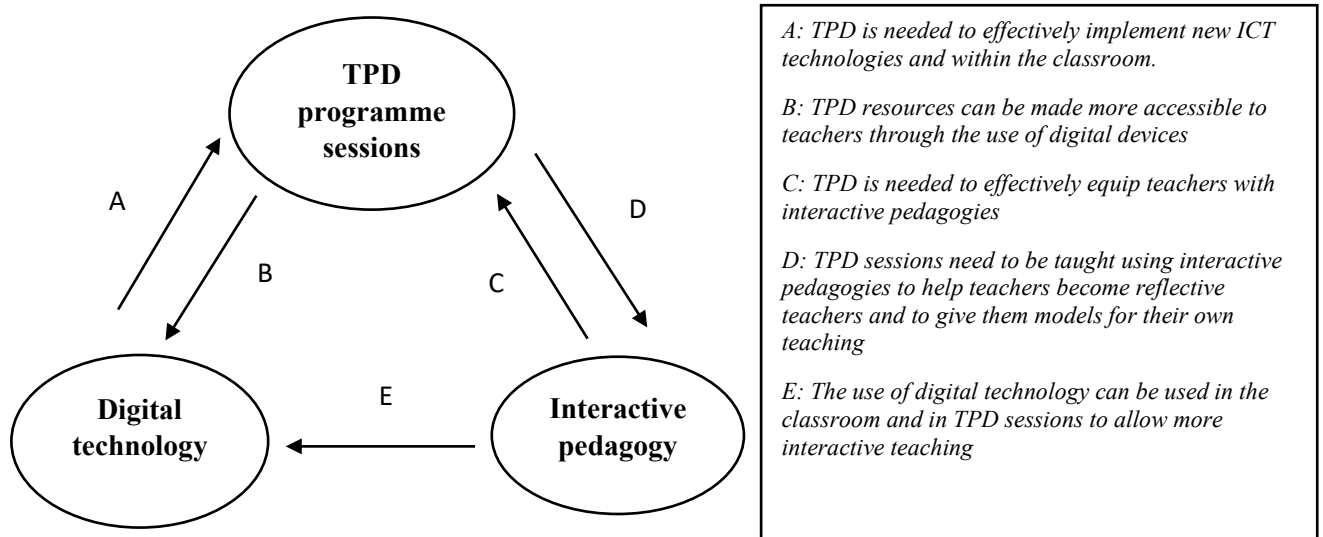 TPD
programme
sessions
A
B
C
D
E
Digital
technology
Interactive
pedagogy
A: TPD is needed to effectively implement new ICT
technologies and within the classroom.
B: TPD resources can be made more accessible to
teachers through the use of digital devices
C: TPD is needed to effectively equip teachers with
interactive pedagogies
D: TPD sessions need to be taught using interactive
pedagogies to help teachers become reflective
teachers and to give them models for their own
teaching
E: The use of digital technology can be used in the
classroom and in TPD sessions to allow more
interactive teaching